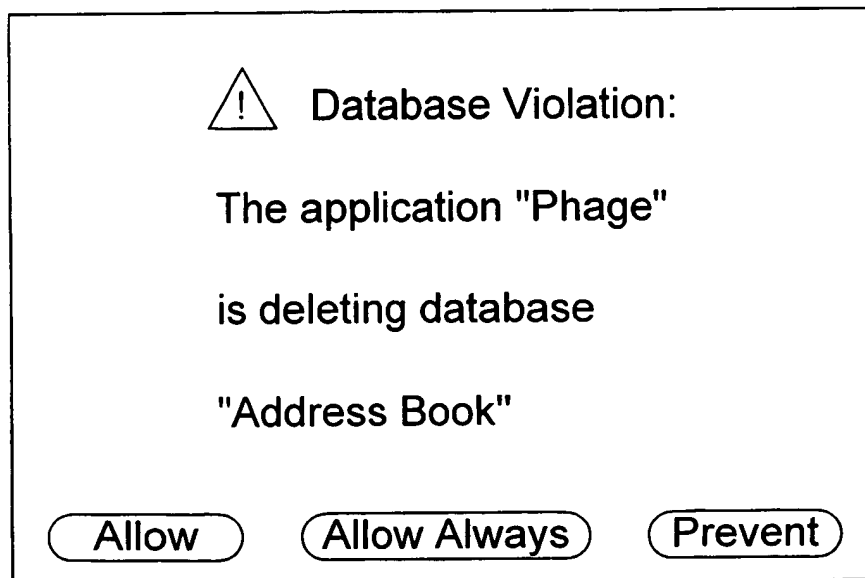 ! Database Violation:
The application "Phage"
is deleting database
"Address Book"
Allow Allow Always Prevent